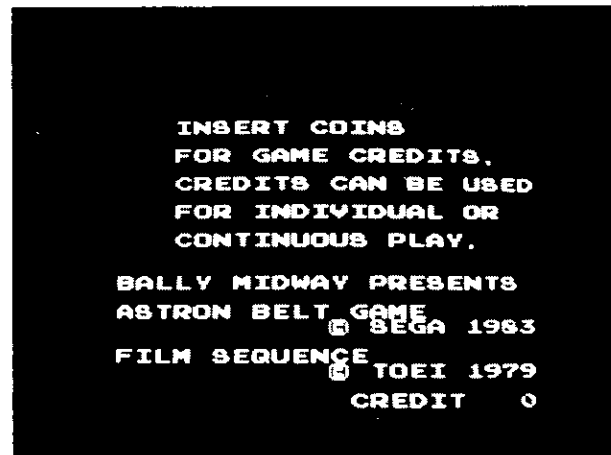 INSERT COINS
FOR GAME CREDITS.
CREDITS CAN BE USED
FOR INDIVIDUAL OR
CONTINUOUS PLAY.
BALLY MIDWAY PRESENTS
ASTRON BELT GAME
© SEGA 1983
FILM SEQUENCE
© TOEI 1979
CREDIT 0